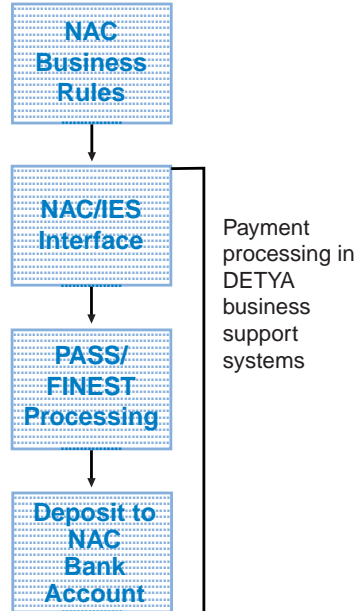 NAC
Business
Rules
NAC/IES
Interface
Payment
processing in
DETYA
business
support
systems
PASS/
FINEST
Processing
Deposit to
NAC
Bank
Account